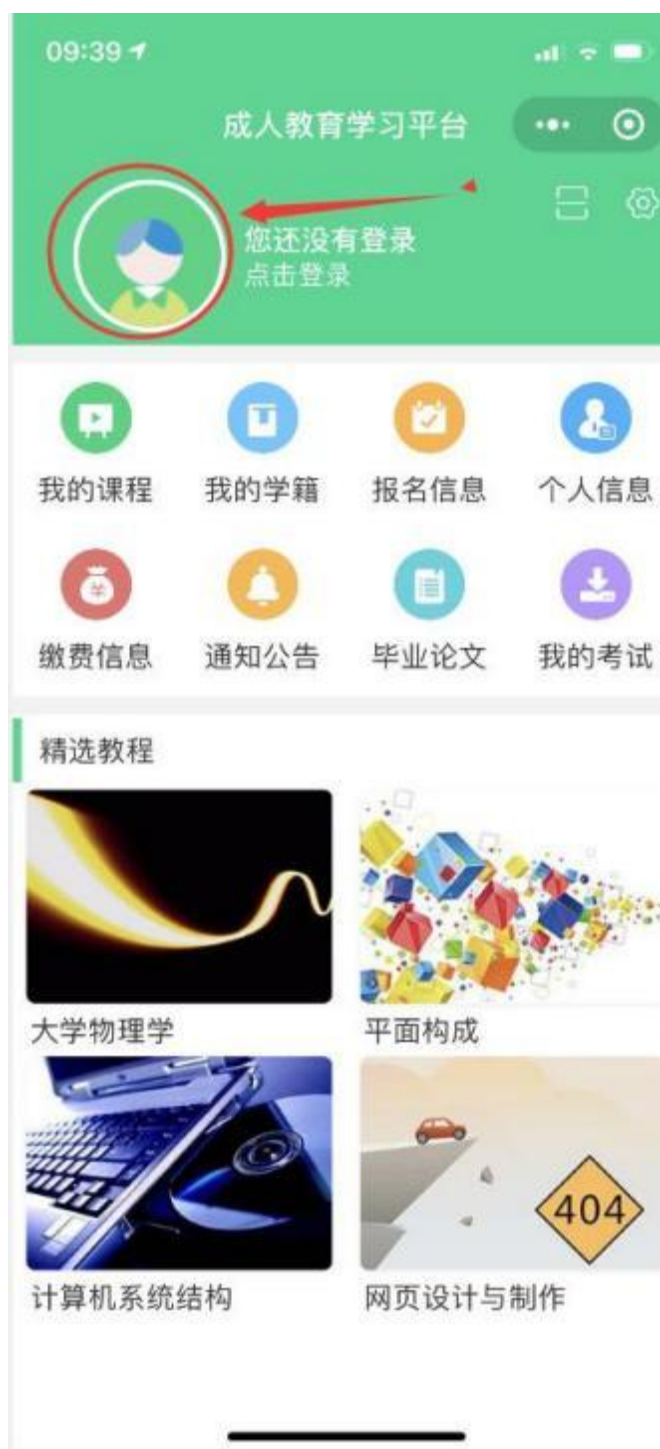 09:39
成人教育学习平台
您还没有登录
点击登录
我的课程 我的学籍 报名信息 个人信息
¥
缴费信息 通知公告 毕业论文 我的考试
精选教程
大学物理学 平面构成
404
计算机系统结构 网页设计与制作